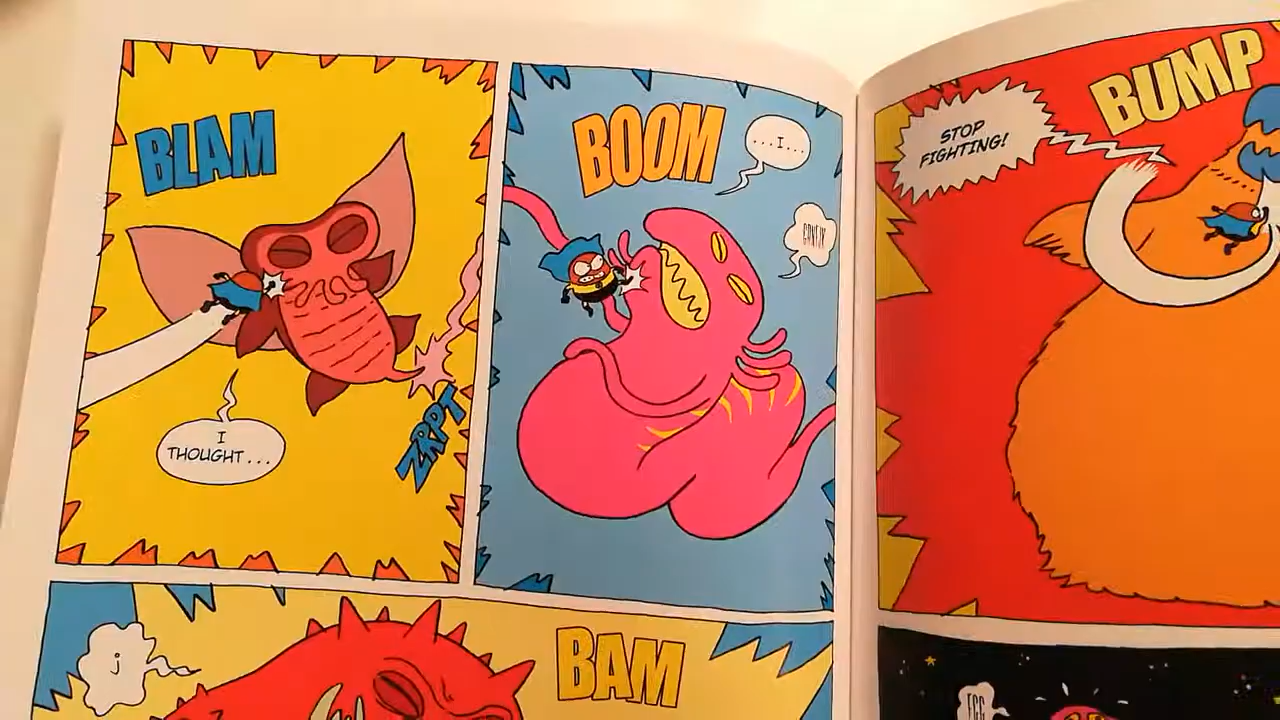 BLAM
I
THOUGHT...
ZRPT
BOOM
...I...
j
BAM
BUMP
STOP
FIGHTING!